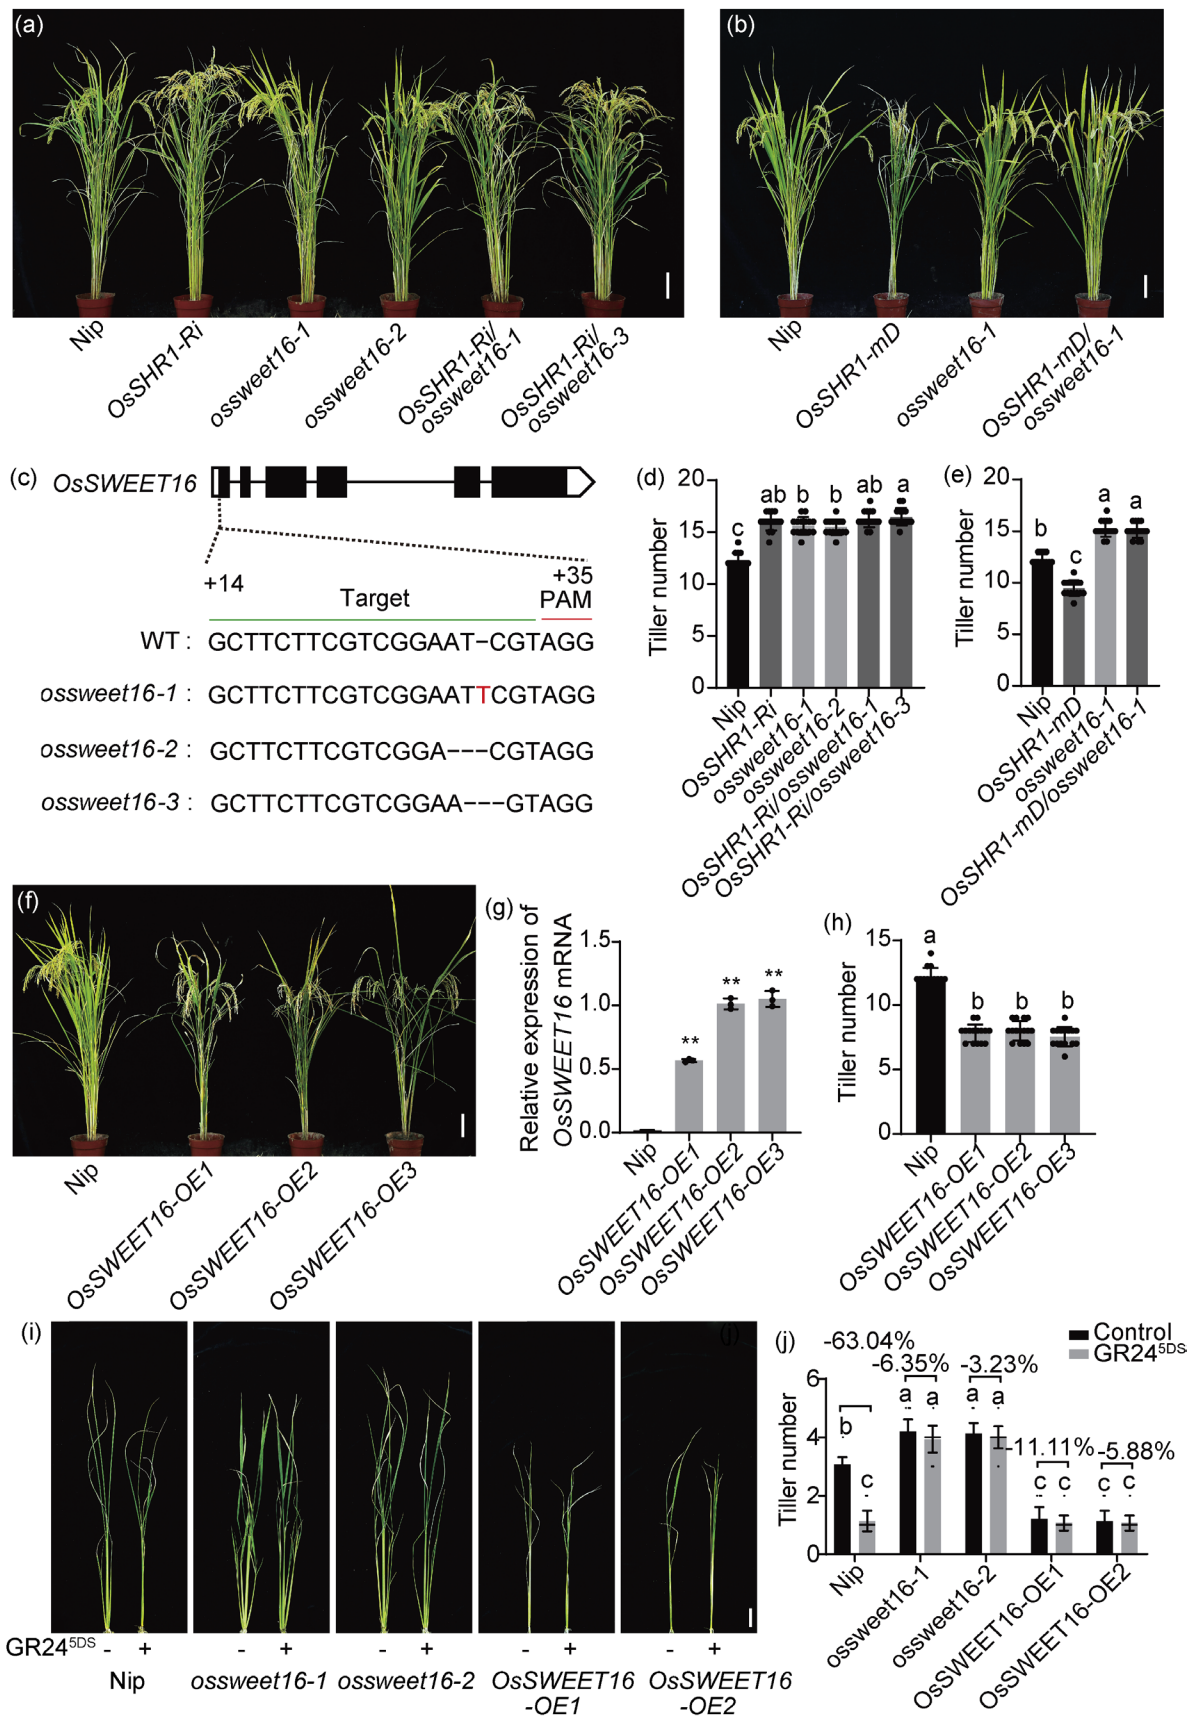 (a)
Nip
OsSHR1-Ri
ossweet16-1
ossweet16-2
OsSHR1-Ri/
ossweet16-1
OsSHR1-Ri/
ossweet16-3
(b)
Nip
OsSHR1-mD
ossweet16-1
OsSHR1-mD/
ossweet16-1
(c)
OsSWEET16
+14
+35
Target
PAM
WT : GCTTCTTCGTCGGAAT–CGTAGG
ossweet16-1 : GCTTCTTCGTCGGAATTCGTAGG
ossweet16-2 : GCTTCTTCGTCGGA---CGTAGG
ossweet16-3 : GCTTCTTCGTCGGAA---GTAGG
(d)
Tiller number
20
15
10
5
0
c
ab
b
b
ab
a
Nip
OsSHR1-Ri
ossweet16-1
ossweet16-2
OsSHR1-Ri/ossweet16-1
OsSHR1-Ri/ossweet16-3
(e)
Tiller number
20
15
10
5
0
b
c
a
a
Nip
OsSHR1-mD
ossweet16-1
OsSHR1-mD/ossweet16-1
(f)
Nip
OsSWEET16-OE1
OsSWEET16-OE2
OsSWEET16-OE3
(g)
Relative expression of
OsSWEET16 mRNA
1.5
1.0
0.5
0.0
**
**
**
Nip
OsSWEET16-OE1
OsSWEET16-OE2
OsSWEET16-OE3
(h)
Tiller number
15
10
5
0
a
b
b
b
Nip
OsSWEET16-OE1
OsSWEET16-OE2
OsSWEET16-OE3
(i)
(j)
GR245DS - + - + - + - + - +
Nip
ossweet16-1
ossweet16-2
OsSWEET16
-OE1
OsSWEET16
-OE2
(j)
Control
GR245DS
Tiller number
6
4
2
0
-63.04%
-6.35%
-3.23%
-11.11%
-5.88%
b
c
a
a
a
a
c
c
c
c
Nip
ossweet16-1
ossweet16-2
OsSWEET16-OE1
OsSWEET16-OE2